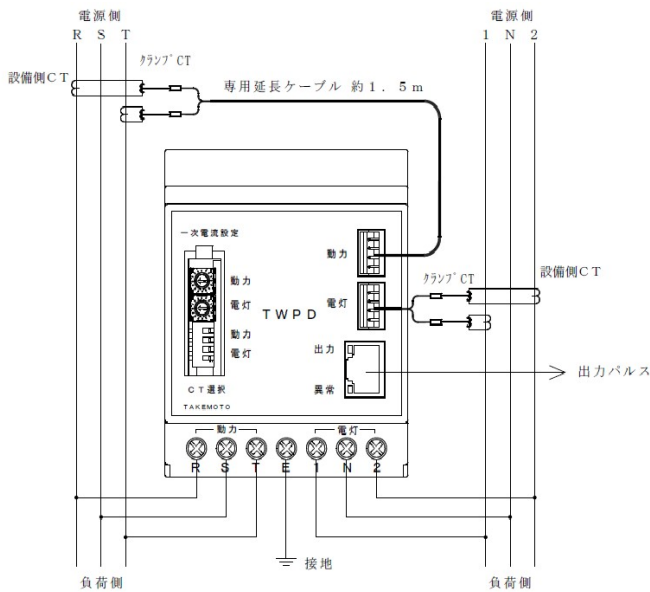 電源側
R S T
電源側
1 N 2
クランプCT
設備側CT
専用延長ケーブル 約1.5m
一次電流設定
動力
電灯
動力
電灯
CT選択
TAKEMOTO
TWPD
動力
電灯
出力
異常
クランプCT
設備側CT
出力パルス
動力
電灯
R S T E 1 N 2
接地
負荷側
負荷側